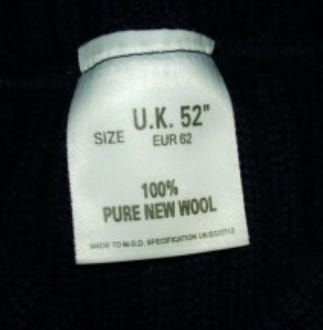 SIZE U.K. 52"
EUR 62
100%
PURE NEW WOOL
MADE TO M.O.D. SPECIFICATION